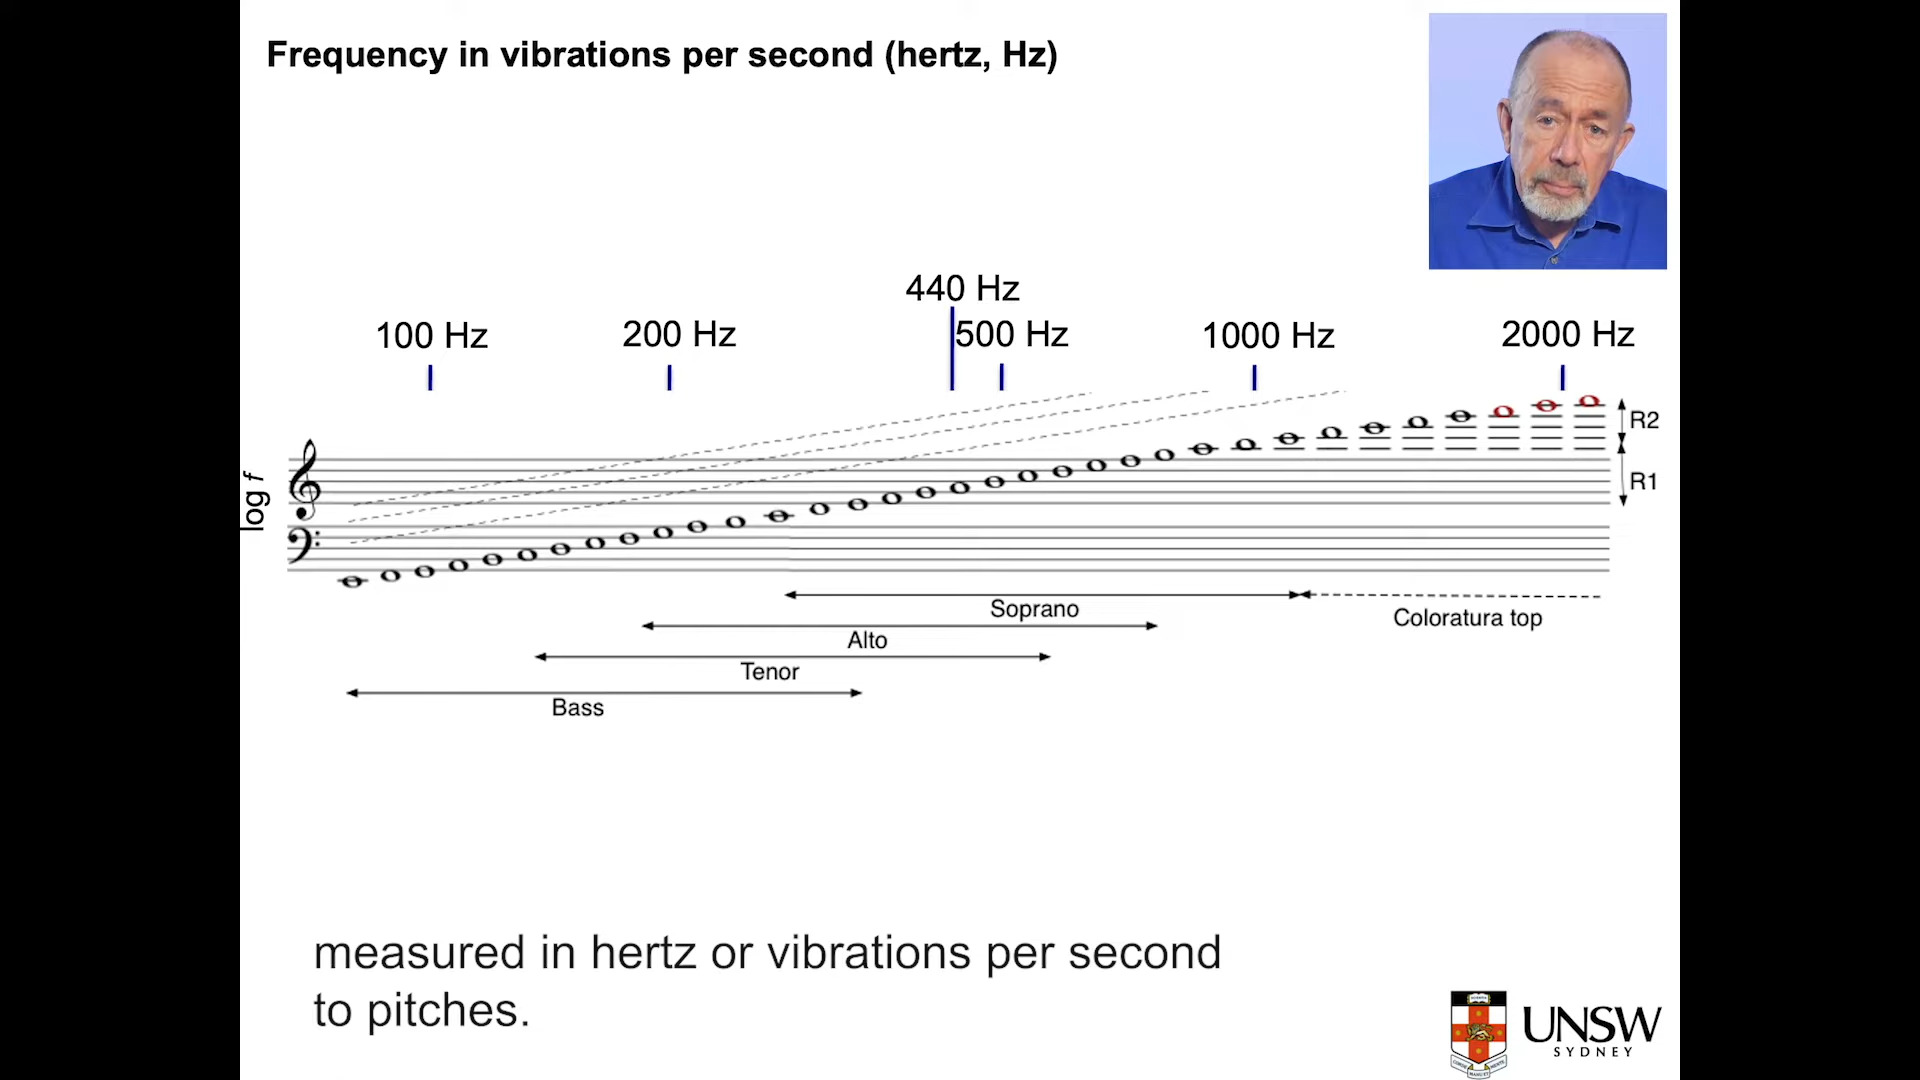 Frequency in vibrations per second (hertz, Hz)
440 Hz
100 Hz 200 Hz 500 Hz 1000 Hz 2000 Hz
R2
log f
R1
Soprano
Coloratura top
Alto
Tenor
Bass
measured in hertz or vibrations per second
to pitches.
UNSW
SYDNEY